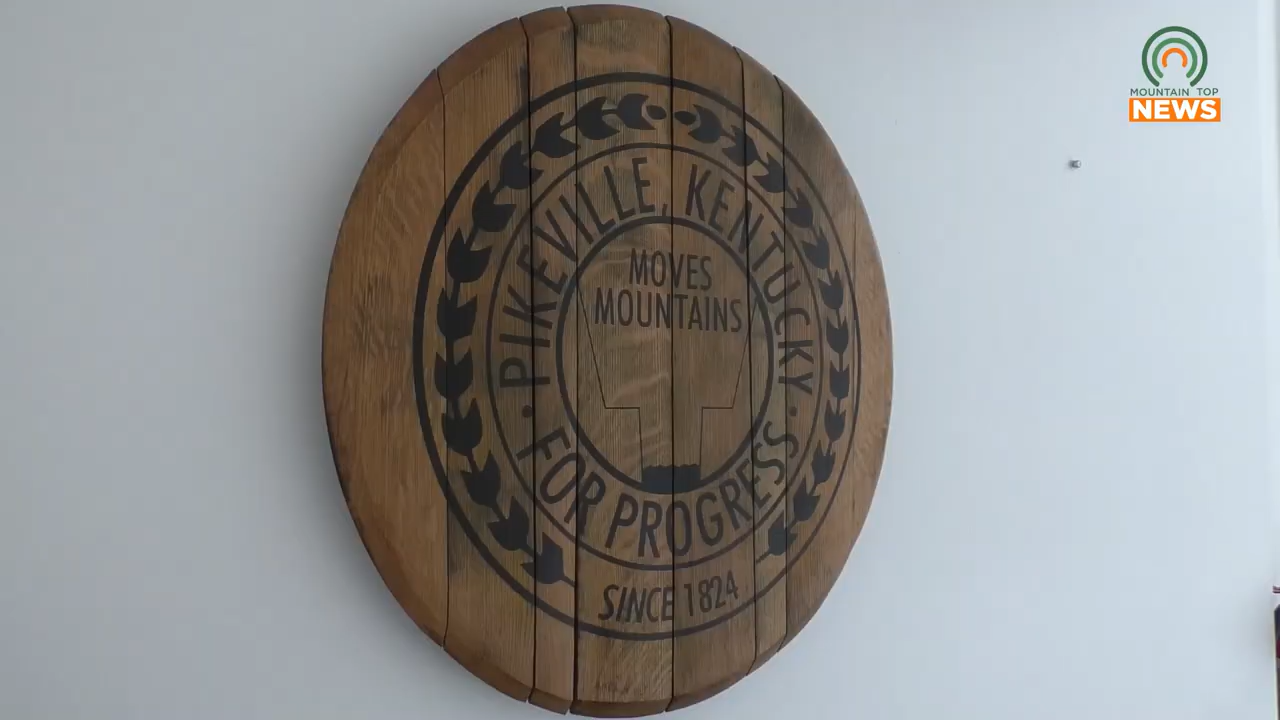 MOUNTAIN TOP
NEWS
PIKEVILLE, KENTUCKY
MOVES
MOUNTAINS
FOR PROGRESS
SINCE 1824